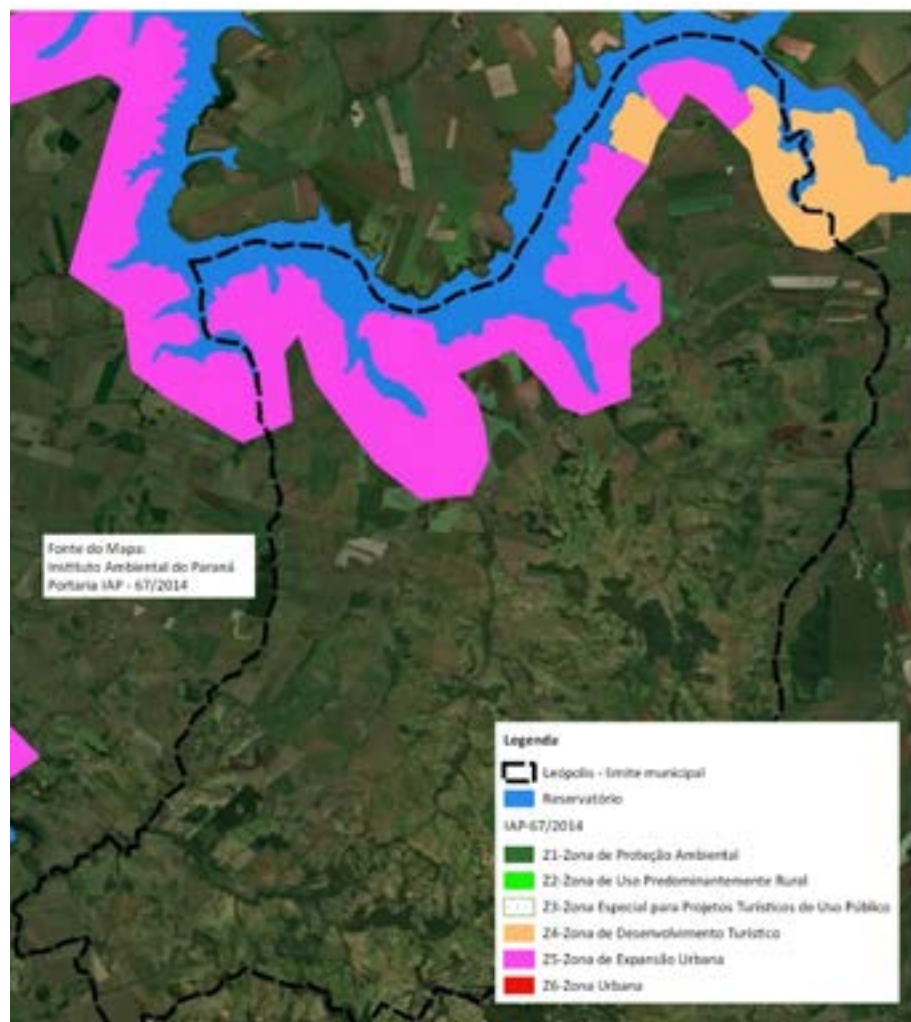 Fonte do Mapa:
Instituto Ambiental do Paraná
Portaria IAP - 67/2014
Legenda
Leópolis - limite municipal
Reservatório
IAP-67/2014
Z1-Zona de Proteção Ambiental
Z2-Zona de Uso Predominantemente Rural
Z3-Zona Especial para Projetos Turísticos de Uso Público
Z4-Zona de Desenvolvimento Turístico
Z5-Zona de Expansão Urbana
Z6-Zona Urbana